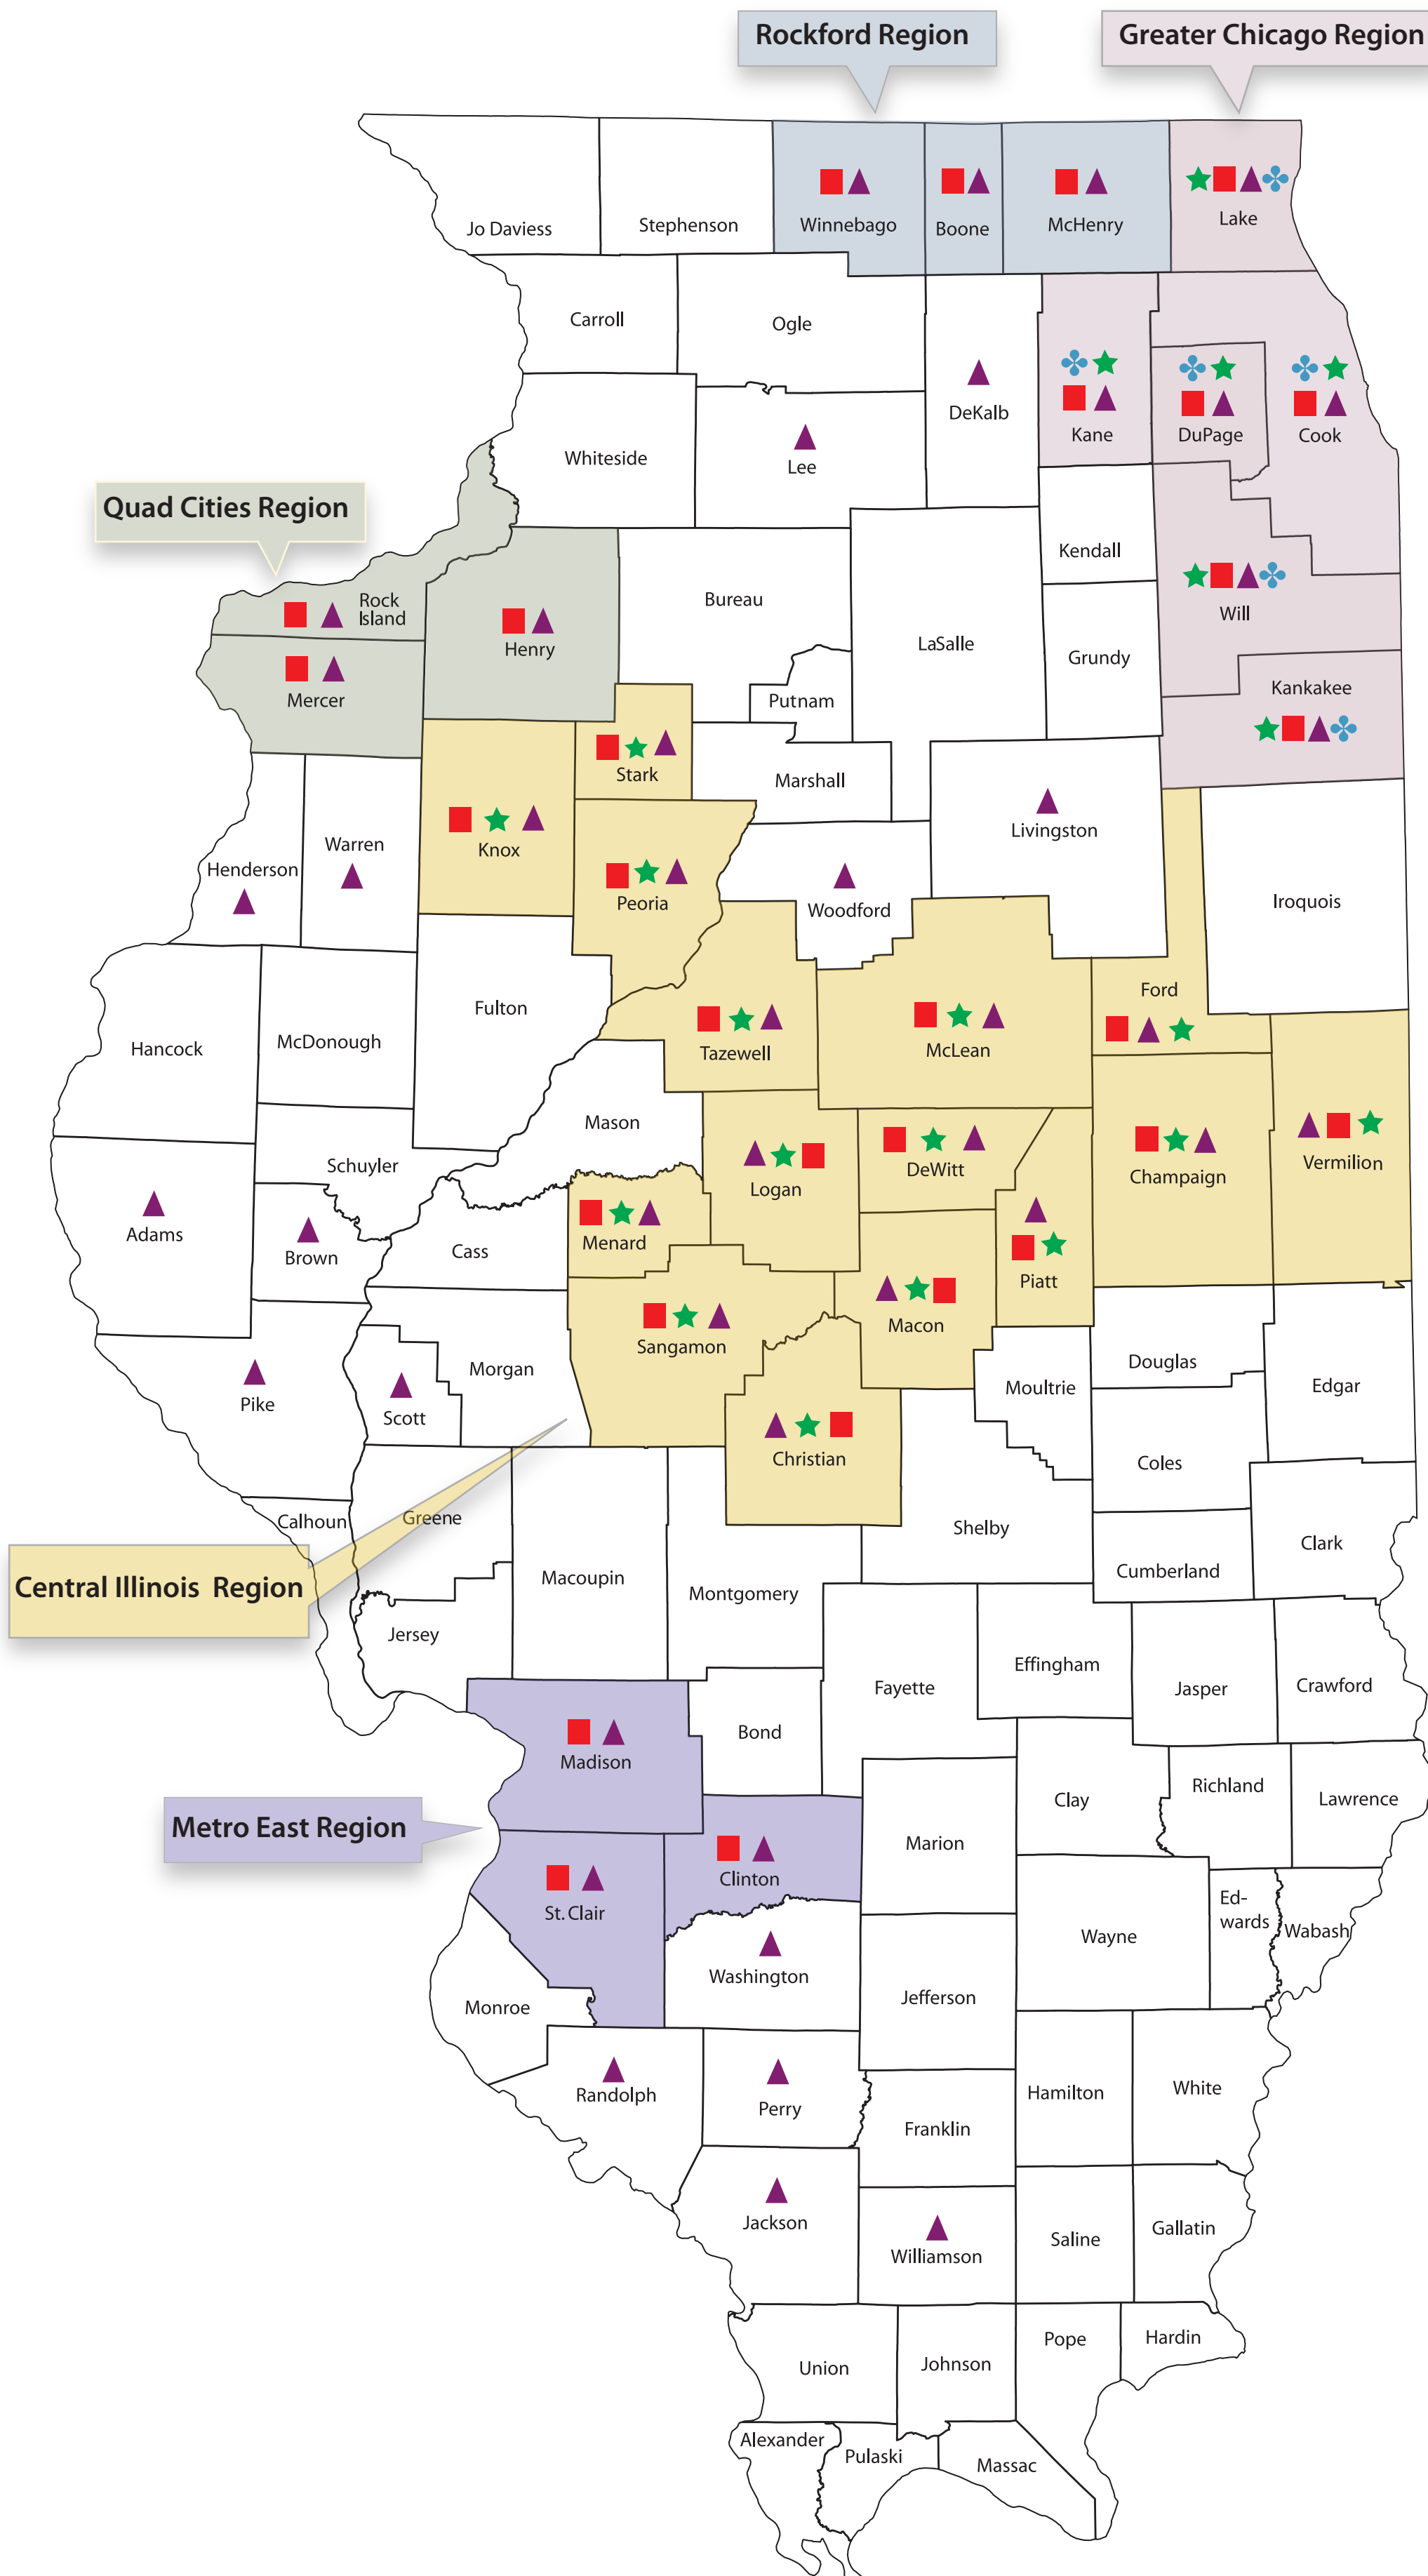 Rockford Region
Greater Chicago Region
Jo Daviess
Stephenson
Winnebago
Boone
McHenry
Lake
Carroll
Ogle
DeKalb
Kane
DuPage
Cook
Whiteside
Lee
Quad Cities Region
Kendall
Rock
Island
Henry
Bureau
LaSalle
Will
Grundy
Mercer
Putnam
Kankakee
Stark
Marshall
Livingston
Knox
Warren
Henderson
Peoria
Woodford
Iroquois
Ford
Fulton
Hancock
McDonough
Tazewell
McLean
Mason
Schuyler
Logan
DeWitt
Champaign
Vermilion
Adams
Brown
Cass
Menard
Piatt
Macon
Sangamon
Pike
Scott
Morgan
Moultrie
Douglas
Edgar
Christian
Coles
Calhoun
Greene
Shelby
Clark
Central Illinois  Region
Macoupin
Montgomery
Cumberland
Jersey
Fayette
Effingham
Jasper
Crawford
Madison
Bond
Clay
Richland
Lawrence
Metro East Region
Marion
Clinton
St. Clair
Wayne
Ed-
wards
Wabash
Washington
Monroe
Jefferson
Randolph
Perry
Hamilton
White
Franklin
Jackson
Williamson
Saline
Gallatin
Union
Johnson
Pope
Hardin
Alexander
Pulaski
Massac